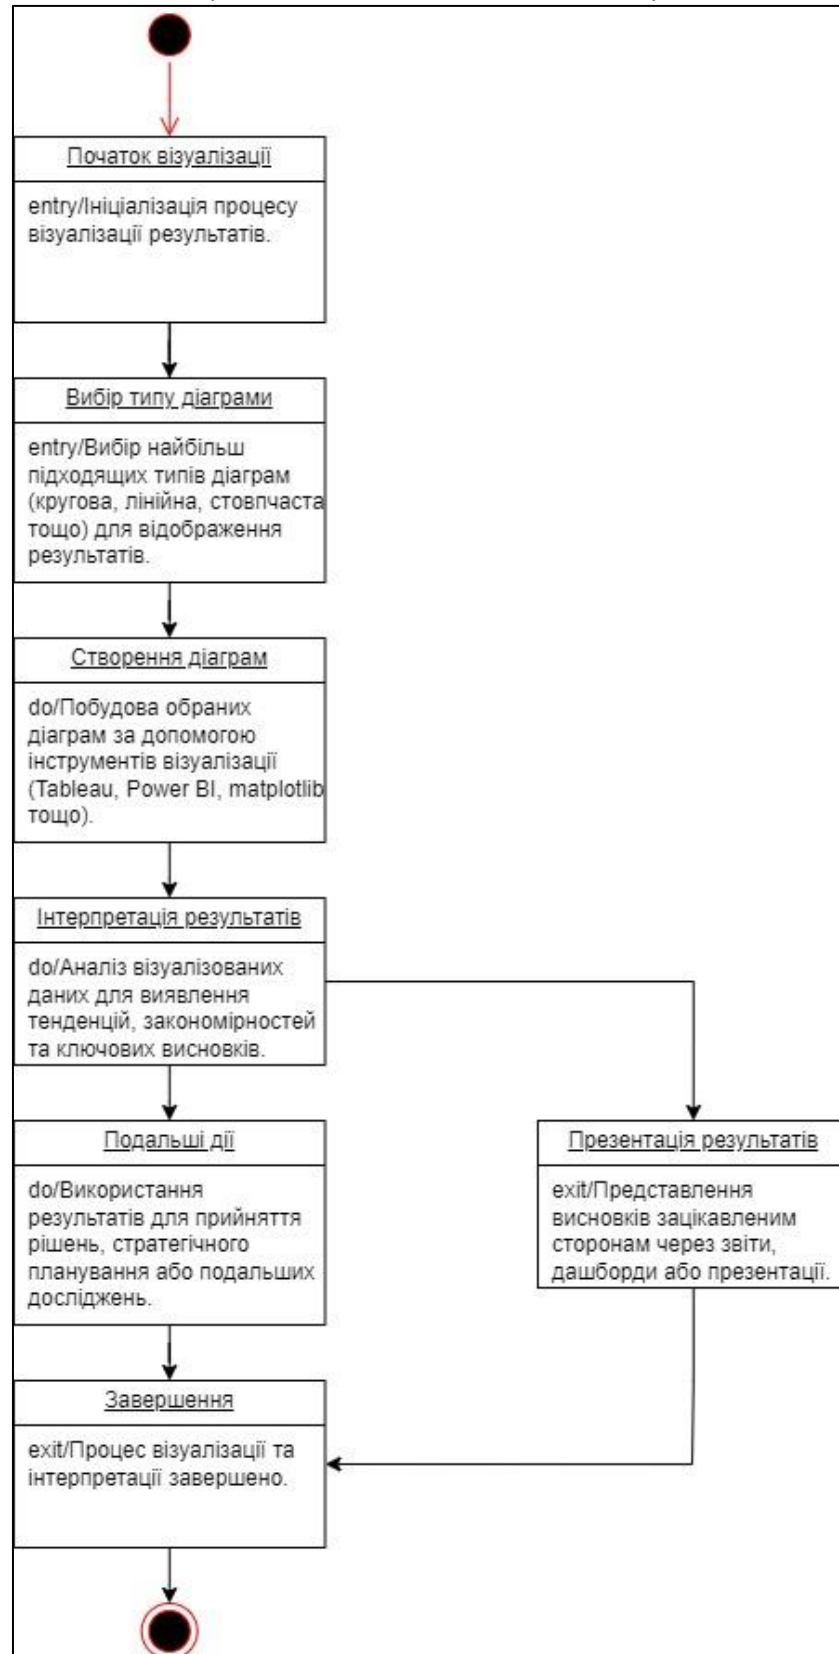 Початок візуалізації
entry/Ініціалізація процесу
візуалізації результатів.
Вибір типу діаграми
entry/Вибір найбільш
підходящих типів діаграм
(кругова, лінійна, стовпчаста
тощо) для відображення
результатів.
Створення діаграм
do/Побудова обраних
діаграм за допомогою
інструментів візуалізації
(Tableau, Power BI, matplotlib
тощо).
Інтерпретація результатів
do/Аналіз візуалізованих
даних для виявлення
тенденцій, закономірностей
та ключових висновків.
Подальші дії
do/Використання
результатів для прийняття
рішень, стратегічного
планування або подальших
досліджень.
Презентація результатів
exit/Представлення
висновків зацікавленим
сторонам через звіти,
дашборди або презентації.
Завершення
exit/Процес візуалізації та
інтерпретації завершено.